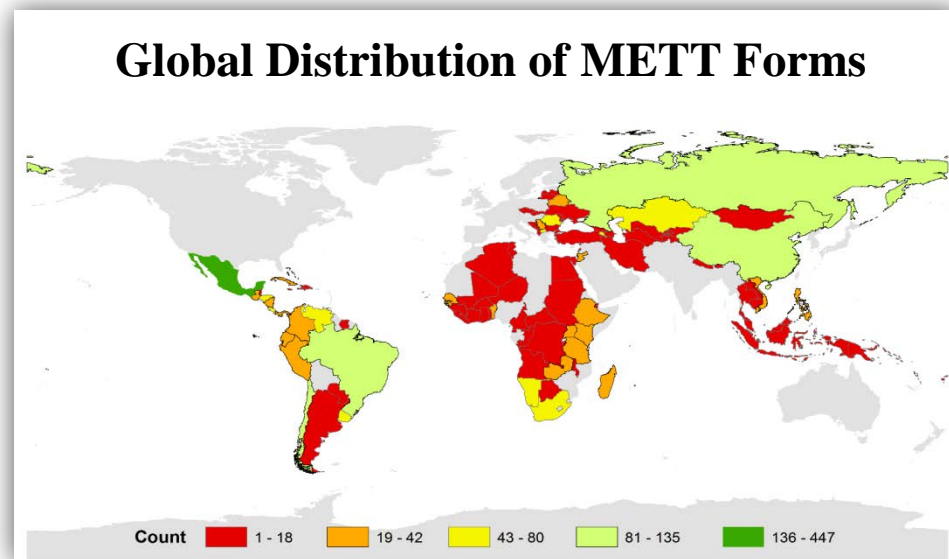 Global Distribution of METT Forms
Count 1 - 18 19 - 42 43 - 80 81 - 135 136 - 447